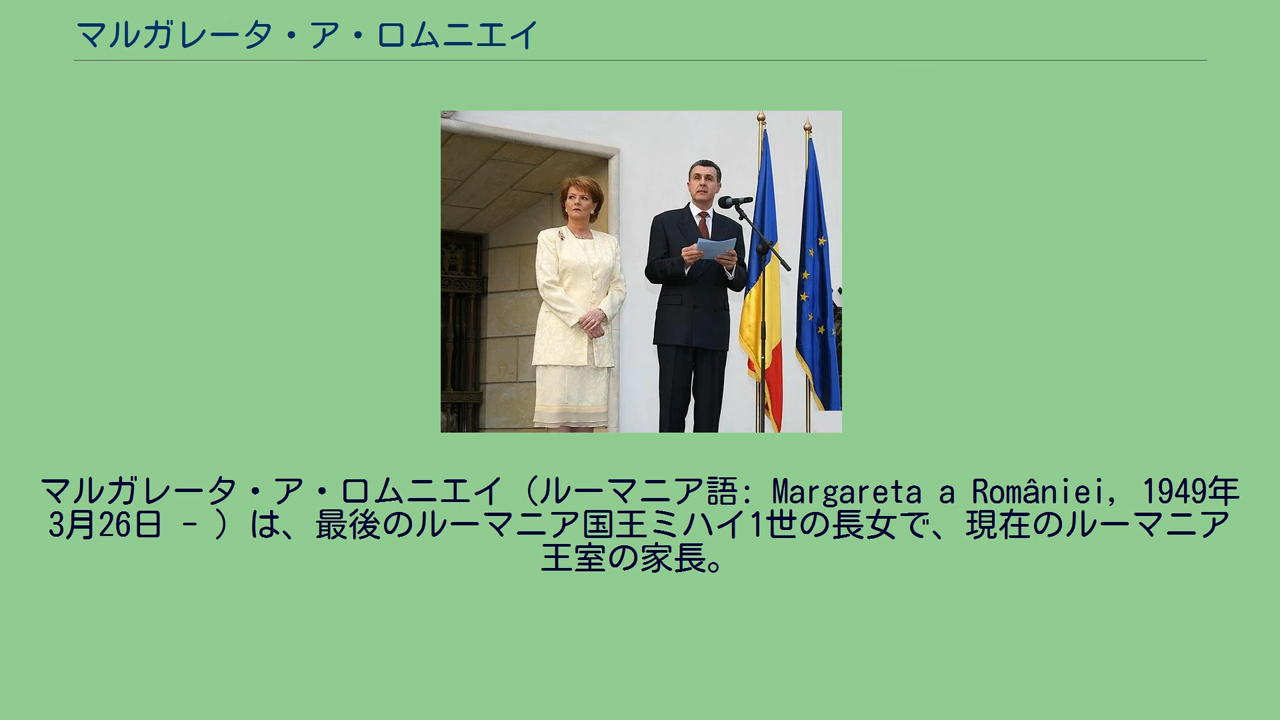 マルガレータ・ア・ロムニエイ
マルガレータ・ア・ロムニエイ（ルーマニア語: Margareta a României, 1949年
3月26日 - ）は、最後のルーマニア国王ミハイ1世の長女で、現在のルーマニア
王室の家長。